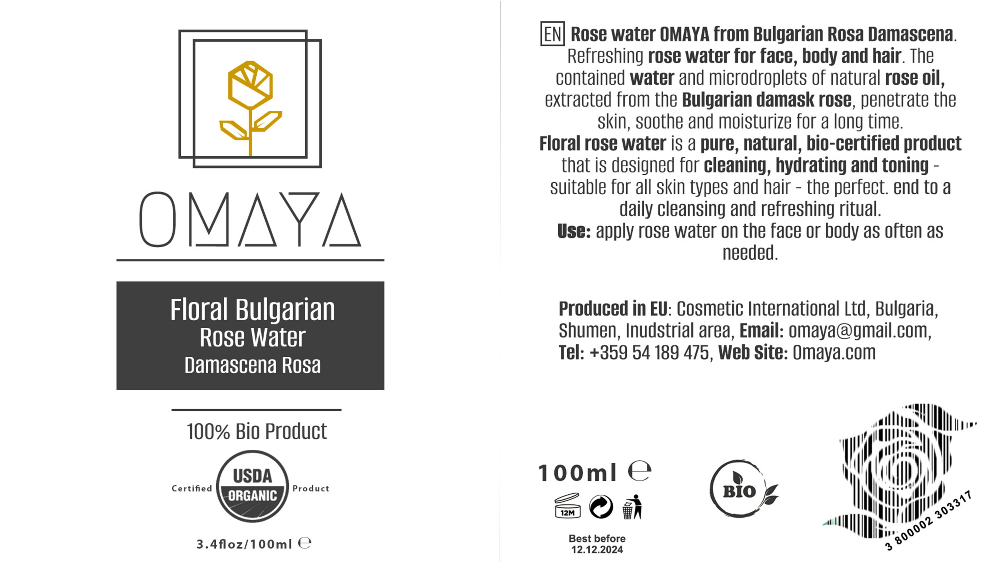 OMAYA
Floral Bulgarian
Rose Water
Damascena Rosa
100% Bio Product
Certified USDA ORGANIC Product
3.4floz/100ml ℮
EN Rose water OMAYA from Bulgarian Rosa Damascena.
Refreshing rose water for face, body and hair. The
contained water and microdroplets of natural rose oil,
extracted from the Bulgarian damask rose, penetrate the
skin, soothe and moisturize for a long time.
Floral rose water is a pure, natural, bio-certified product
that is designed for cleaning, hydrating and toning -
suitable for all skin types and hair - the perfect. end to a
daily cleansing and refreshing ritual.
Use: apply rose water on the face or body as often as
needed.
Produced in EU: Cosmetic International Ltd, Bulgaria,
Shumen, Inudstrial area, Email: omaya@gmail.com,
Tel: +359 54 189 475, Web Site: Omaya.com
100ml ℮
12M
Best before
12.12.2024
BIO
3 800002 303317